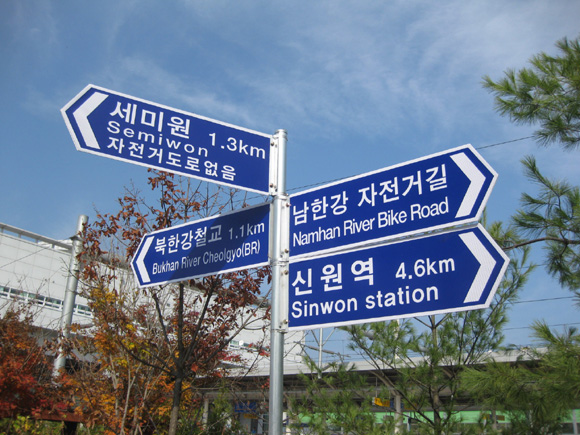 세미원
Semiwon 1.3km
자전거도로없음
북한강철교 1.1km
Bukhan River Cheolgyo(BR)
남한강 자전거길
Namhan River Bike Road
신원역 4.6km
Sinwon station